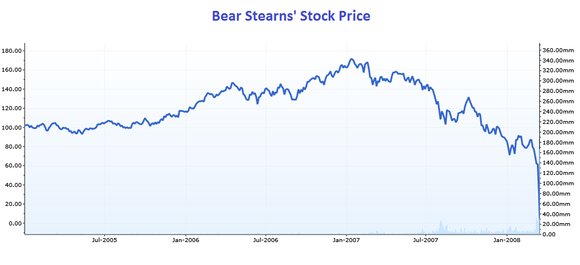 Bear Stearns' Stock Price
180.00
160.00
140.00
120.00
100.00
80.00
60.00
40.00
20.00
0.00
360.00mm
340.00mm
320.00mm
300.00mm
280.00mm
260.00mm
240.00mm
220.00mm
200.00mm
180.00mm
160.00mm
140.00mm
120.00mm
100.00mm
80.00mm
60.00mm
40.00mm
20.00mm
0.00
Jul-2005 Jan-2006 Jul-2006 Jan-2007 Jul-2007 Jan-2008